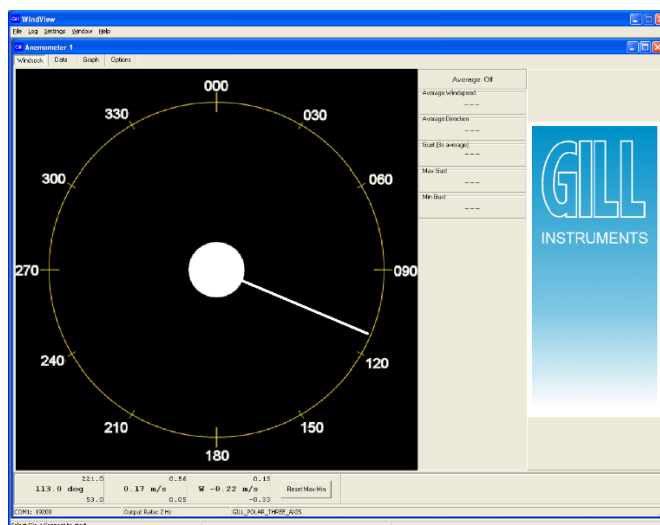 Gill WindView
File Log Settings Window Help
Gill Anemometer 1
Windsock Data Graph Options
000
030
060
090
120
150
180
210
240
270
300
330
Average: Off
Average Windspeed
---
Average Direction
---
Gust (3s average)
---
Max Gust
---
Min Gust
---
GILL
INSTRUMENTS
221.0 0.56 0.13
113.0 deg 0.17 m/s W -0.22 m/s Reset Max-Min
53.0 0.05 -0.33
COM1: 19200 Output Rate: 2 Hz GILL_POLAR_THREE_AXIS